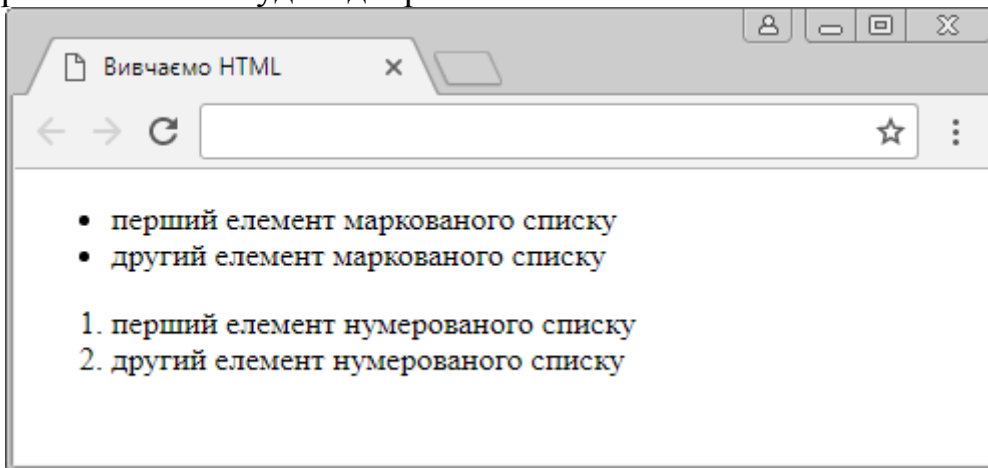 Вивчаємо HTML
• перший елемент маркованого списку
• другий елемент маркованого списку
1. перший елемент нумерованого списку
2. другий елемент нумерованого списку